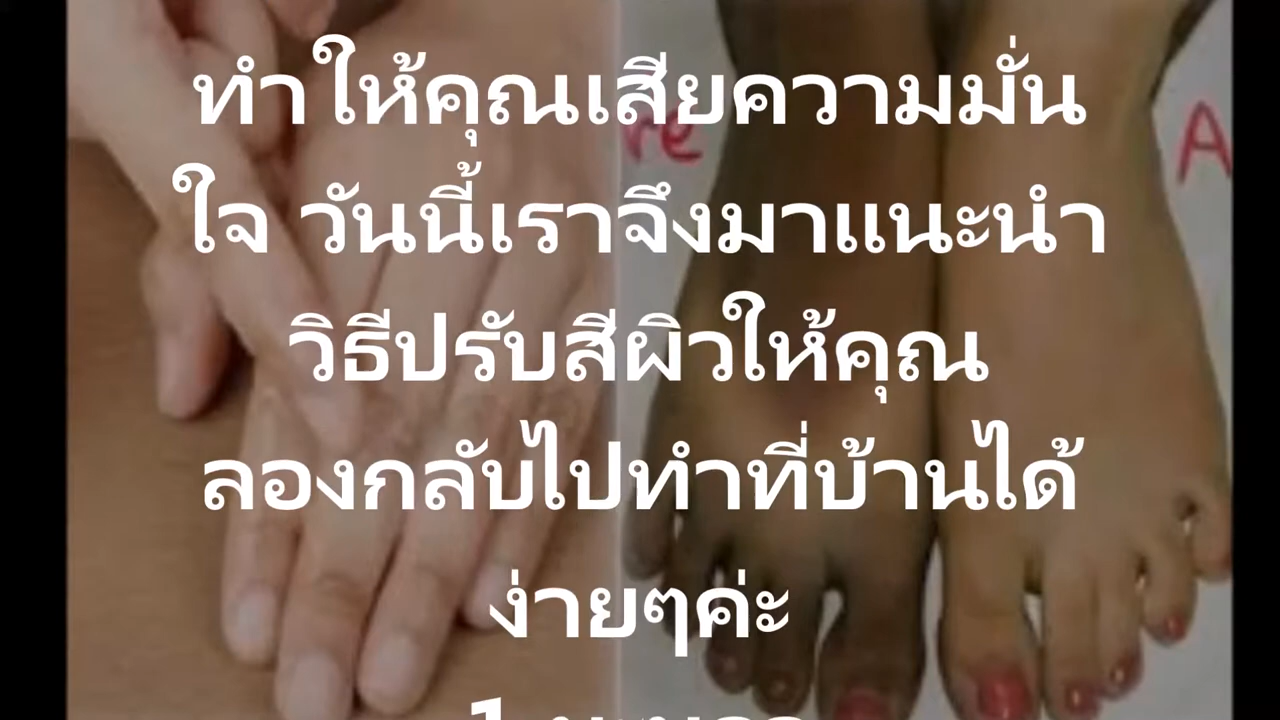 ทำให้คุณเสียความมั่น
ใจ วันนี้เราจึงมาแนะนำ
วิธีปรับสีผิวให้คุณ
ลองกลับไปทำที่บ้านได้
ง่ายๆค่ะ
re
A
1